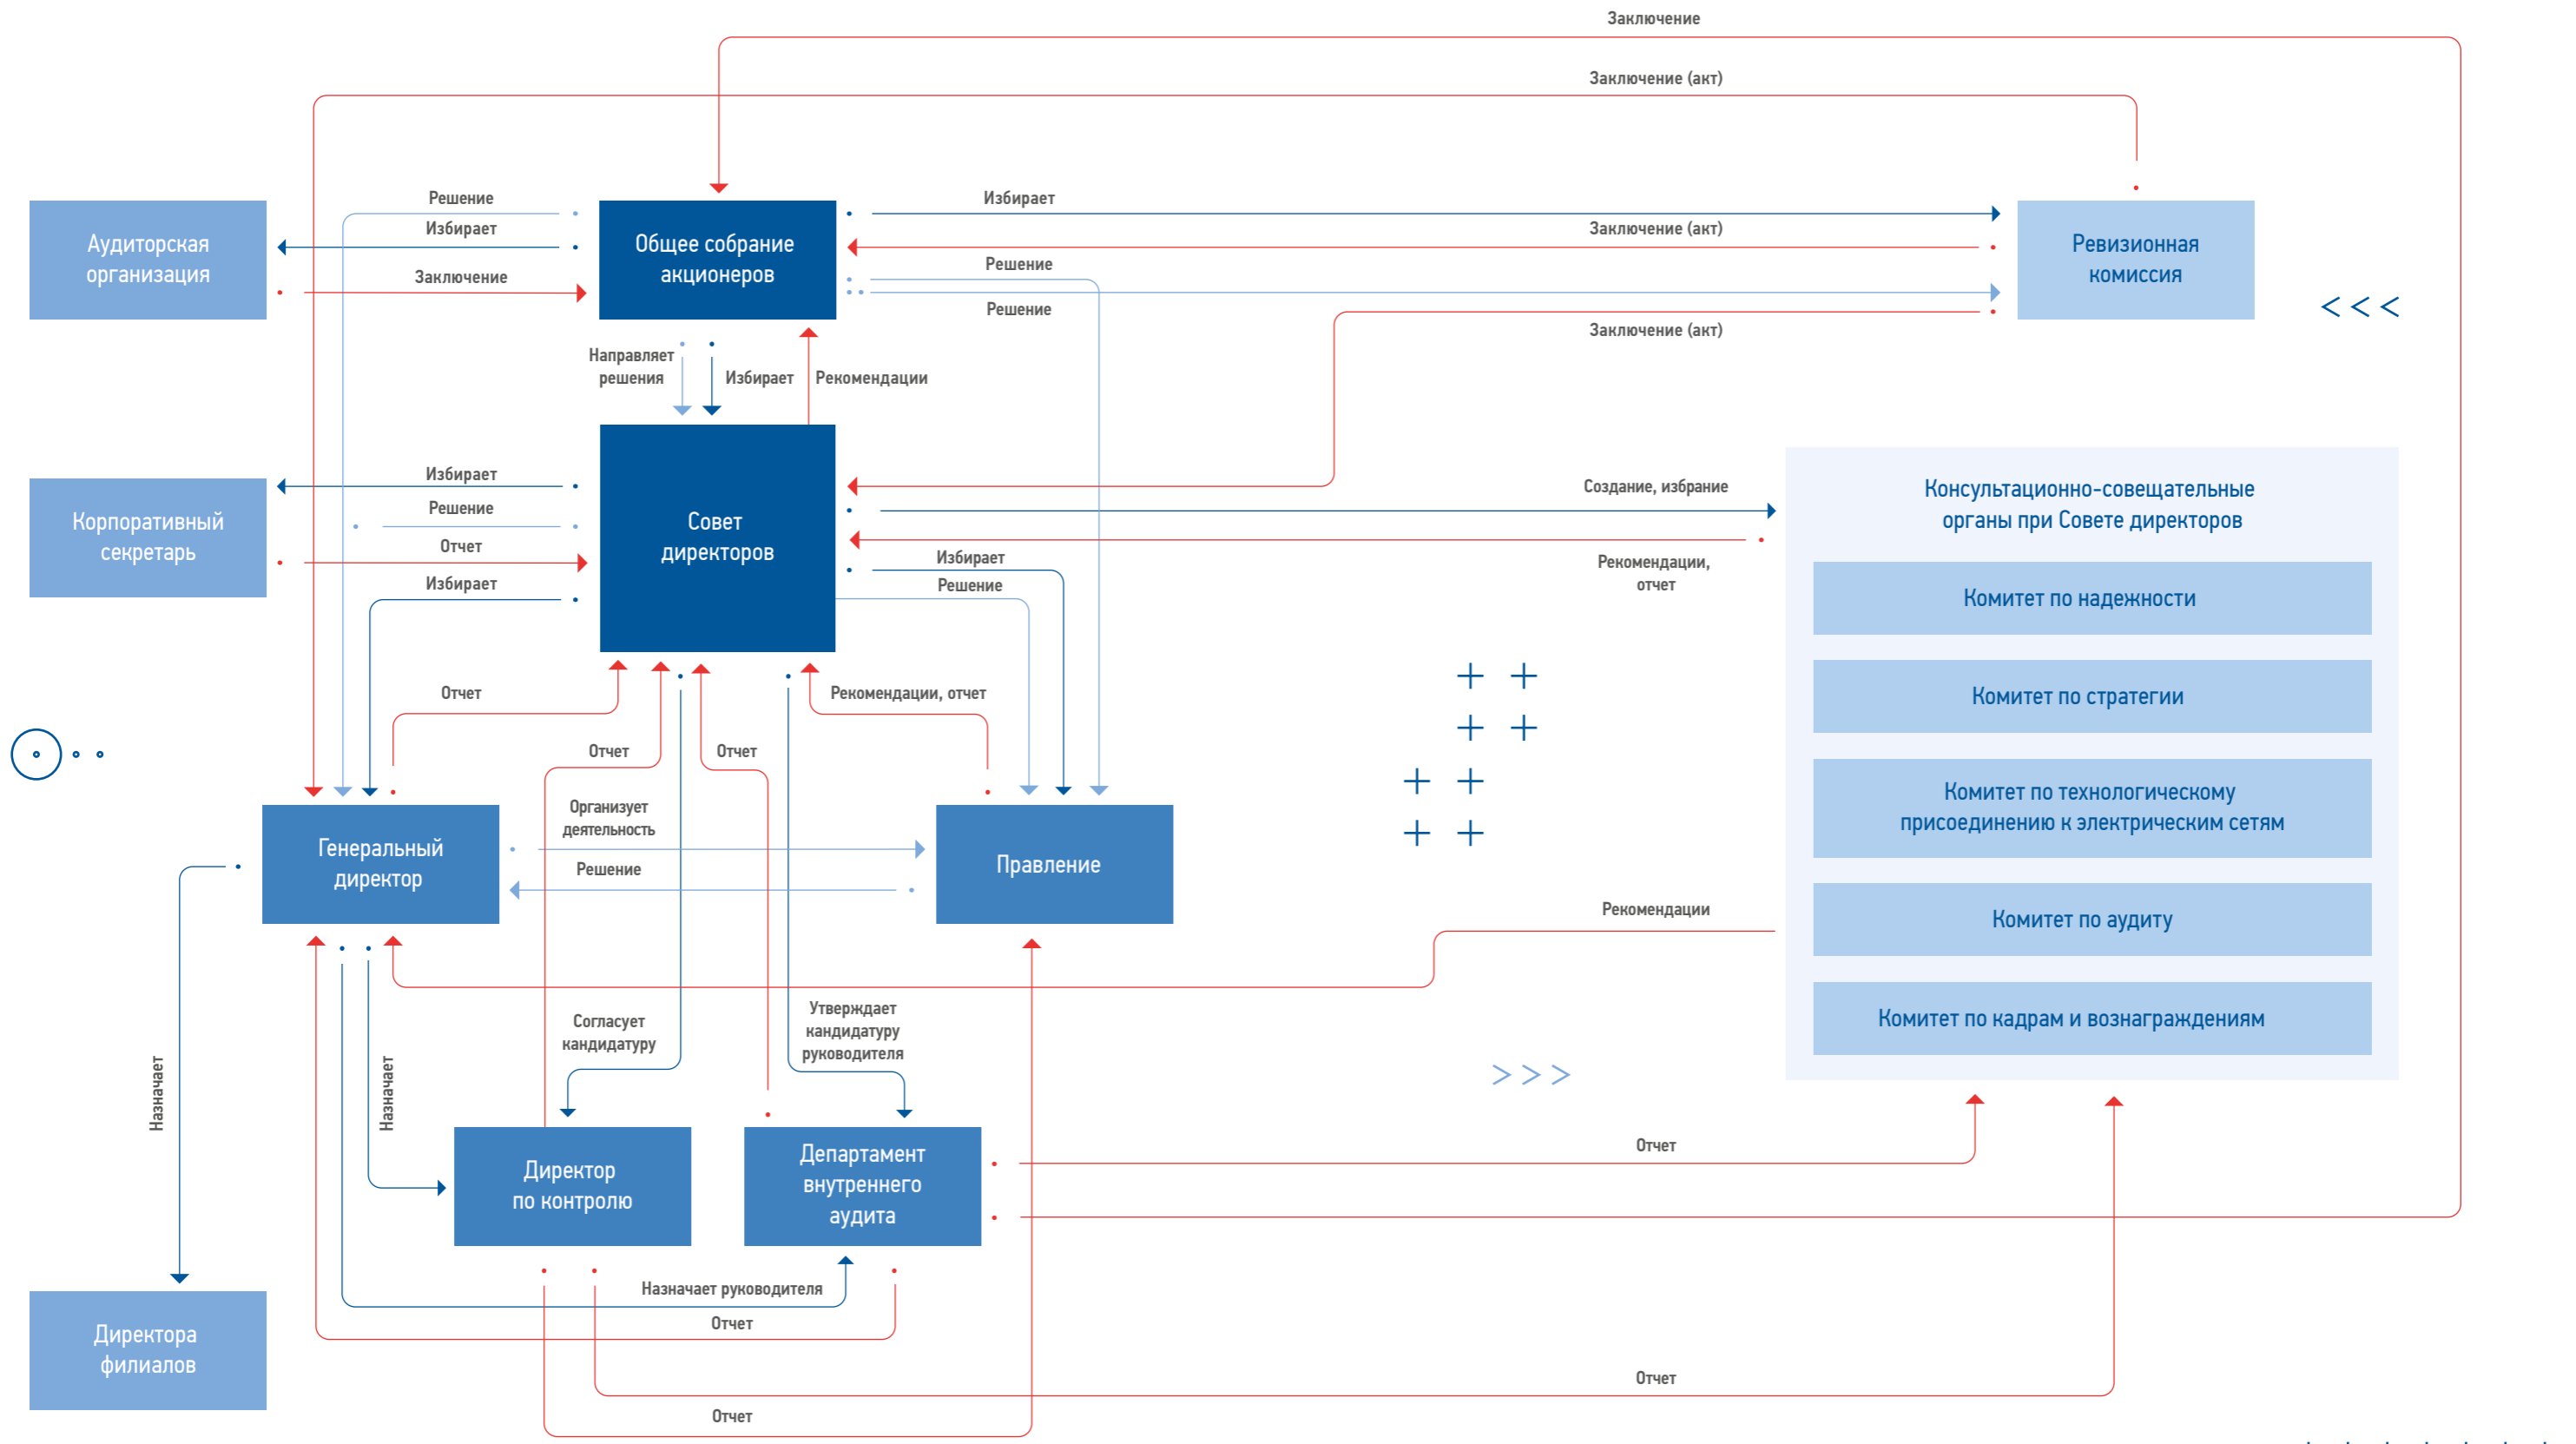 Заключение
Заключение (акт)
Решение
Избирает
Заключение
Аудиторская
организация
Общее собрание
акционеров
Избирает
Заключение (акт)
Решение
Решение
Заключение (акт)
Ревизионная
комиссия
Направляет
решения
Избирает
Рекомендации
Избирает
Решение
Отчет
Избирает
Корпоративный
секретарь
Совет
директоров
Избирает
Решение
Создание, избрание
Рекомендации,
отчет
Консультационно-совещательные
органы при Совете директоров
Комитет по надежности
Комитет по стратегии
Комитет по технологическому
присоединению к электрическим сетям
Комитет по аудиту
Комитет по кадрам и вознаграждениям
Отчет
Рекомендации, отчет
Отчет
Отчет
Организует
деятельность
Решение
Генеральный
директор
Правление
Рекомендации
Согласует
кандидатуру
Утверждает
кандидатуру
руководителя
Назначает
Назначает
Директор
по контролю
Департамент
внутреннего
аудита
Отчет
Назначает руководителя
Отчет
Директора
филиалов
Отчет
Отчет